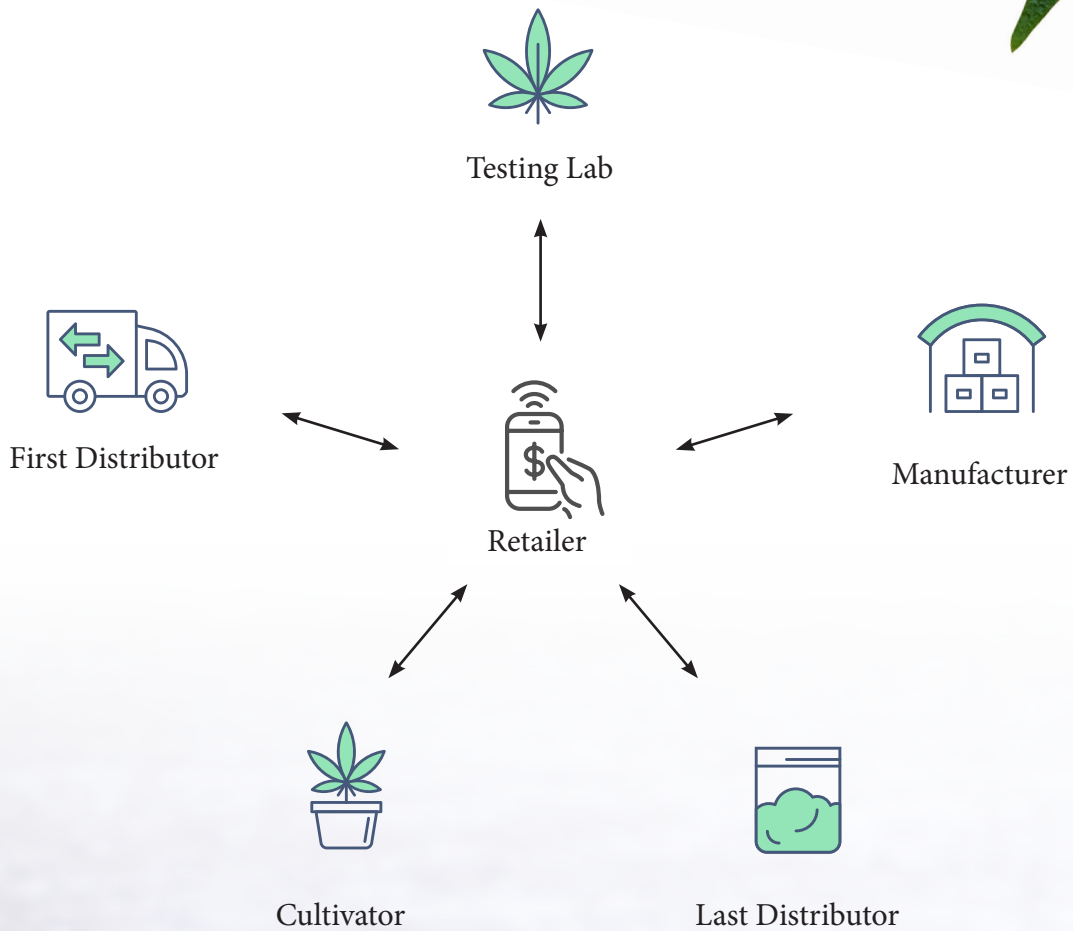 Testing Lab
First Distributor
Manufacturer
$
Retailer
Cultivator
Last Distributor